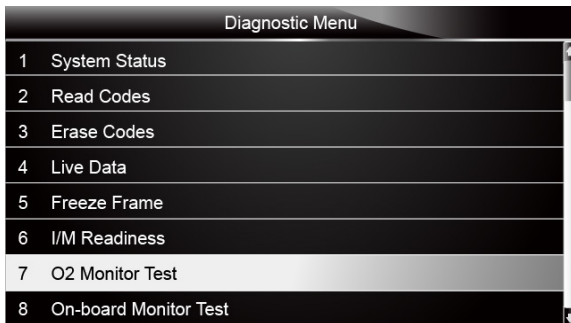 Diagnostic Menu
1 System Status
2 Read Codes
3 Erase Codes
4 Live Data
5 Freeze Frame
6 I/M Readiness
7 O2 Monitor Test
8 On-board Monitor Test